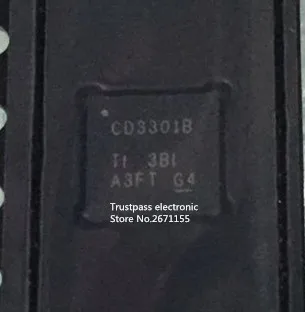 CD3301B
TI 3BI
A3FT G4
Trustpass electronic
Store No.2671155